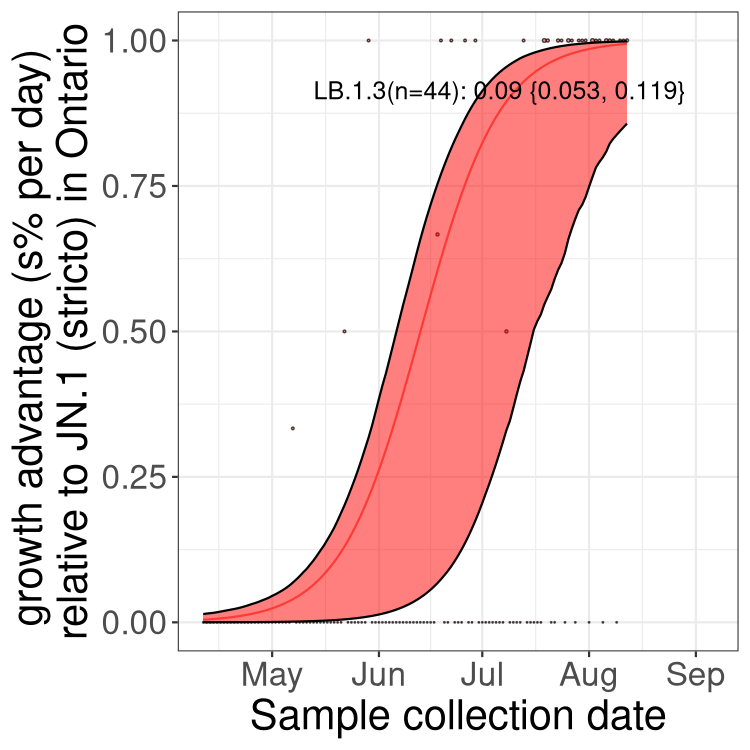 growth advantage (s% per day)
relative to JN.1 (stricto) in Ontario
1.00
0.75
0.50
0.25
0.00
LB.1.3(n=44): 0.09 {0.053, 0.119}
May Jun Jul Aug Sep
Sample collection date